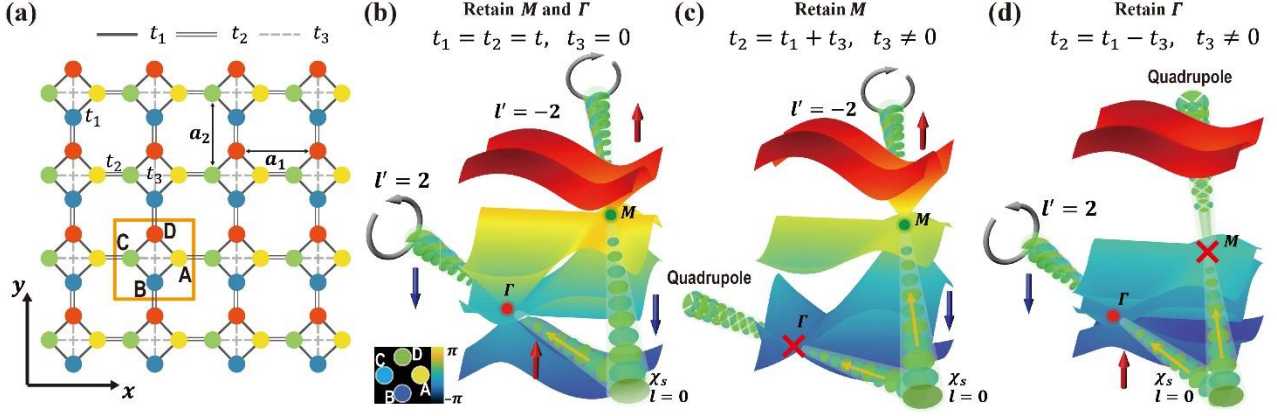 (a)
t₁ t₂ t₃
t₁
a₂
t₂
t₃
a₁
D
C
A
B
y
x
(b)
Retain M and Γ
t₁ = t₂ = t, t₃ = 0
l′ = −2
l′ = 2
M
Γ
C
D
A
B
π
−π
χₛ
l = 0
(c)
Retain M
t₂ = t₁ + t₃, t₃ ≠ 0
l′ = −2
M
Quadrupole
Γ
χₛ
l = 0
(d)
Retain Γ
t₂ = t₁ − t₃, t₃ ≠ 0
Quadrupole
l′ = 2
M
Γ
χₛ
l = 0